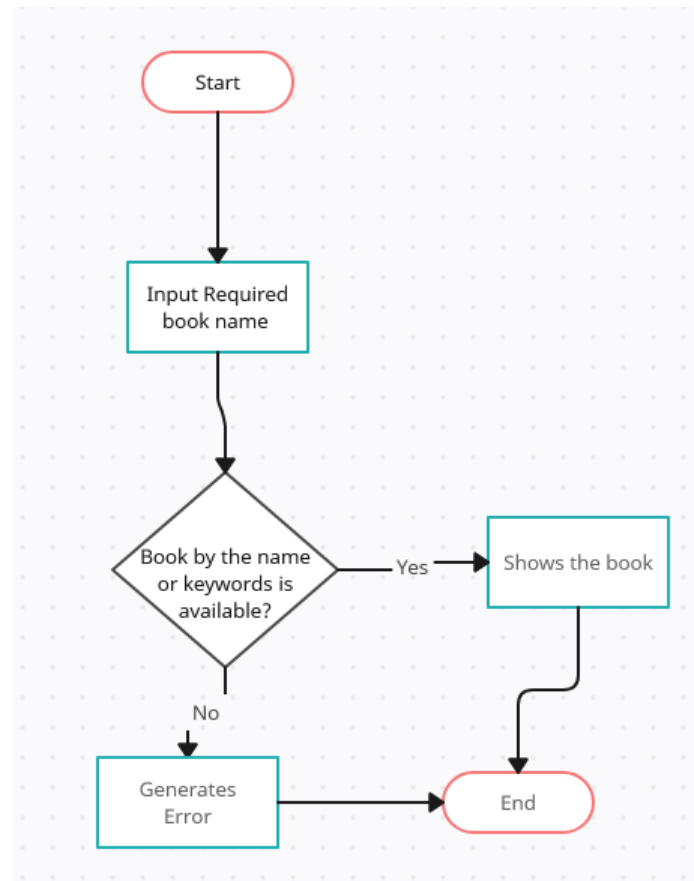 Start
Input Required
book name
Book by the name
or keywords is
available?
Yes
Shows the book
No
Generates
Error
End